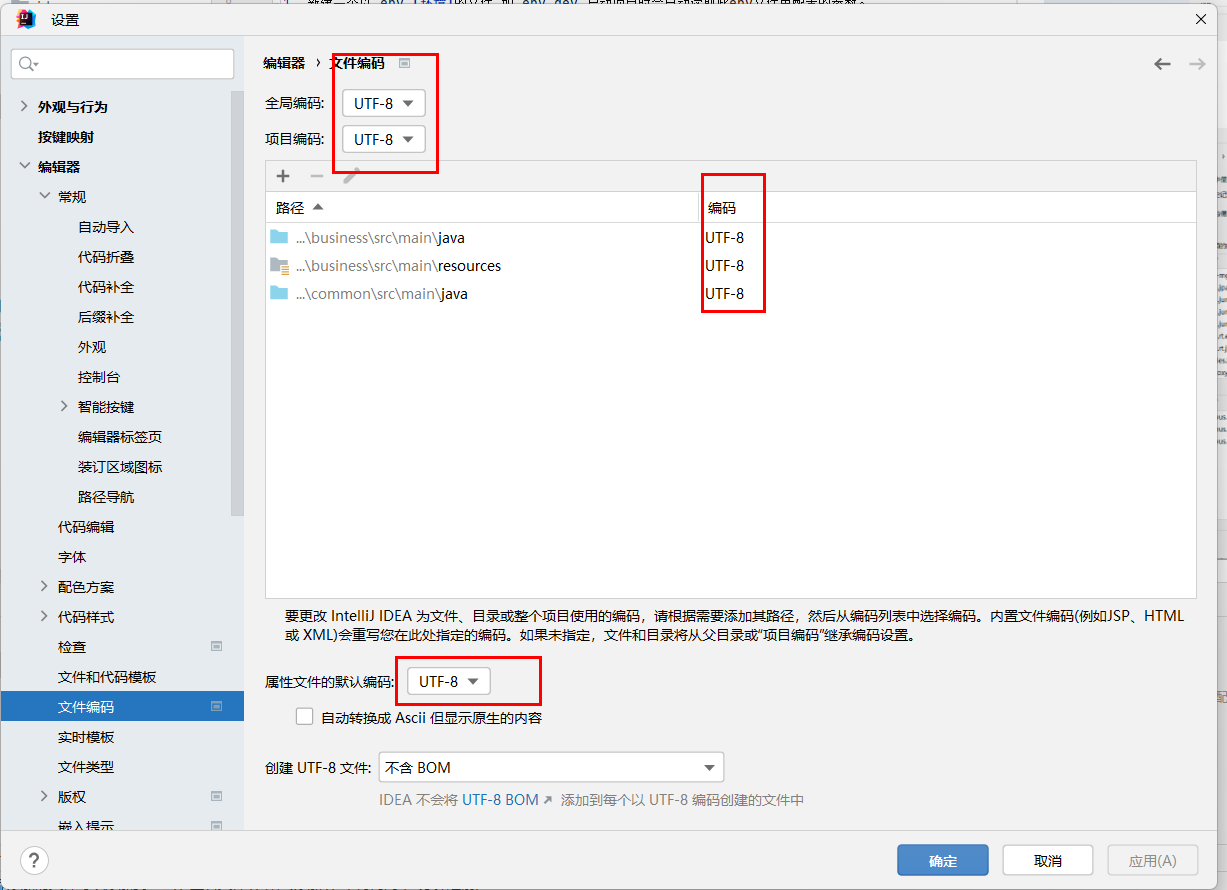 设置
编辑器 › 文件编码
外观与行为
按键映射
编辑器
常规
自动导入
代码折叠
代码补全
后缀补全
外观
控制台
智能按键
编辑器标签页
装订区域图标
路径导航
代码编辑
字体
配色方案
代码样式
检查
文件和代码模板
文件编码
实时模板
文件类型
版权
嵌入提示
全局编码: UTF-8
项目编码: UTF-8
路径 编码
...\business\src\main\java UTF-8
...\business\src\main\resources UTF-8
...\common\src\main\java UTF-8
要更改 IntelliJ IDEA 为文件、目录或整个项目使用的编码，请根据需要添加其路径，然后从编码列表中选择编码。内置文件编码(例如JSP、HTML
或 XML)会重写您在此处指定的编码。如果未指定，文件和目录将从父目录或“项目编码”继承编码设置。
属性文件的默认编码: UTF-8
自动转换成 Ascii 但显示原生的内容
创建 UTF-8 文件: 不含 BOM
IDEA 不会将 UTF-8 BOM ↗ 添加到每个以 UTF-8 编码创建的文件中
? 确定 取消 应用(A)